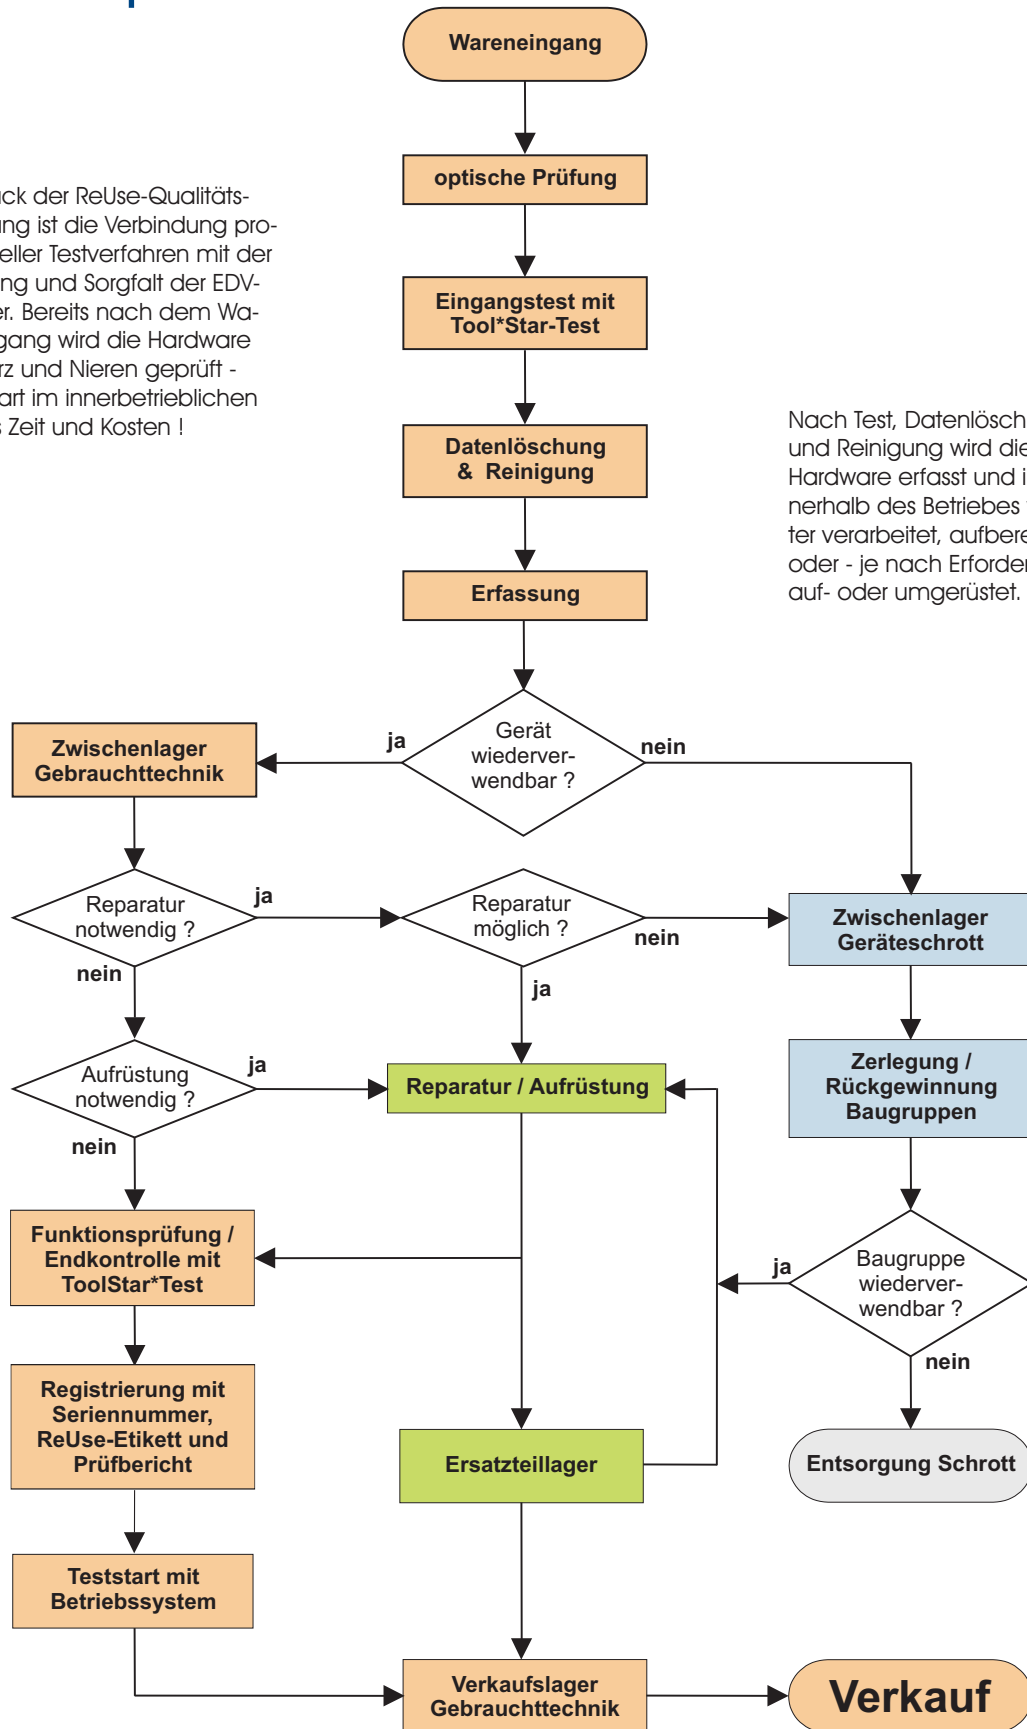 Wareneingang
optische Prüfung
ck der ReUse-Qualitäts-
ng ist die Verbindung pro-
eller Testverfahren mit der
ng und Sorgfalt der EDV-
er. Bereits nach dem Wa-
gang wird die Hardware
rz und Nieren geprüft -
art im innerbetrieblichen
s Zeit und Kosten !
Eingangstest mit
Tool*Star-Test
Datenlöschung
& Reinigung
Nach Test, Datenlösch
und Reinigung wird die
Hardware erfasst und i
nerhalb des Betriebes
ter verarbeitet, aufbere
oder - je nach Erforder
auf- oder umgerüstet.
Erfassung
Gerät
wiederver-
wendbar ?
ja
nein
Zwischenlager
Gebrauchttechnik
Reparatur
notwendig ?
ja
nein
Reparatur
möglich ?
nein
ja
Zwischenlager
Geräteschrott
Aufrüstung
notwendig ?
ja
nein
Reparatur / Aufrüstung
Zerlegung /
Rückgewinnung
Baugruppen
Funktionsprüfung /
Endkontrolle mit
ToolStar*Test
Baugruppe
wiederver-
wendbar ?
ja
nein
Registrierung mit
Seriennummer,
ReUse-Etikett und
Prüfbericht
Ersatzteillager
Entsorgung Schrott
Teststart mit
Betriebssystem
Verkaufslager
Gebrauchttechnik
Verkauf